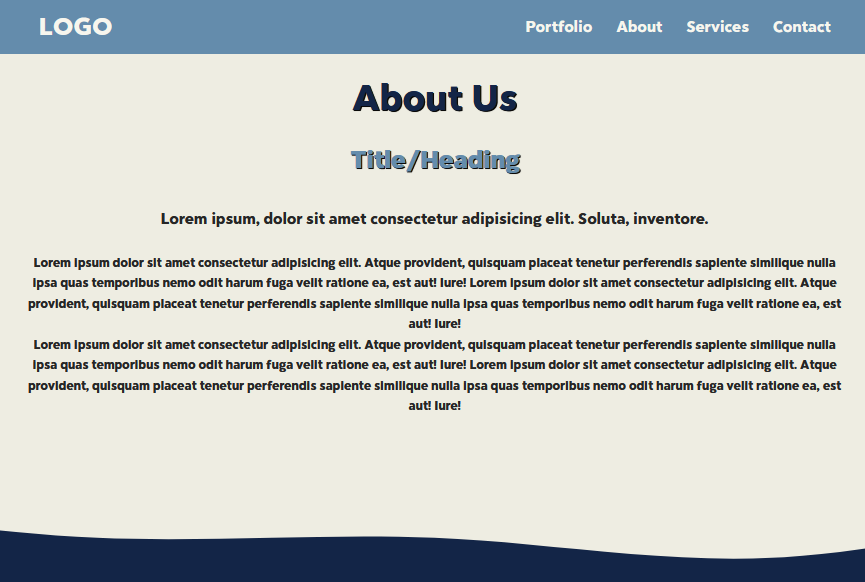 LOGO
Portfolio About Services Contact
About Us
Title/Heading
Lorem ipsum, dolor sit amet consectetur adipisicing elit. Soluta, inventore.
Lorem ipsum dolor sit amet consectetur adipisicing elit. Atque provident, quisquam placeat tenetur perferendis sapiente similique nulla
ipsa quas temporibus nemo odit harum fuga velit ratione ea, est aut! Iure! Lorem ipsum dolor sit amet consectetur adipisicing elit. Atque
provident, quisquam placeat tenetur perferendis sapiente similique nulla ipsa quas temporibus nemo odit harum fuga velit ratione ea, est
aut! Iure!
Lorem ipsum dolor sit amet consectetur adipisicing elit. Atque provident, quisquam placeat tenetur perferendis sapiente similique nulla
ipsa quas temporibus nemo odit harum fuga velit ratione ea, est aut! Iure! Lorem ipsum dolor sit amet consectetur adipisicing elit. Atque
provident, quisquam placeat tenetur perferendis sapiente similique nulla ipsa quas temporibus nemo odit harum fuga velit ratione ea, est
aut! Iure!